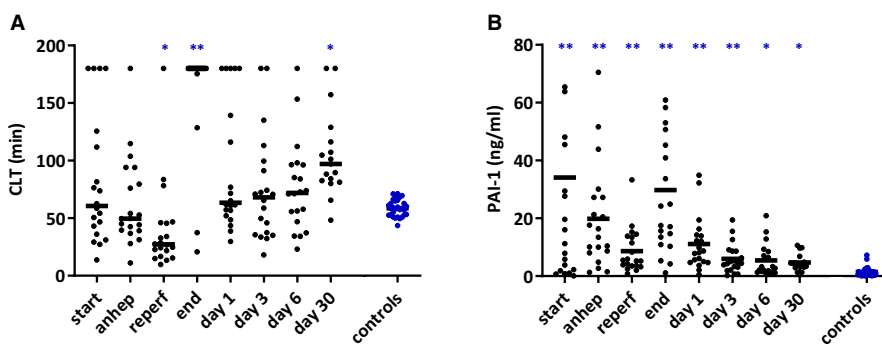 A
CLT (min)
200
150
100
50
0
* ** *
start anhep reperf end day 1 day 3 day 6 day 30 controls
B
PAI-1 (ng/ml)
80
60
40
20
0
** ** ** ** ** ** * *
start anhep reperf end day 1 day 3 day 6 day 30 controls